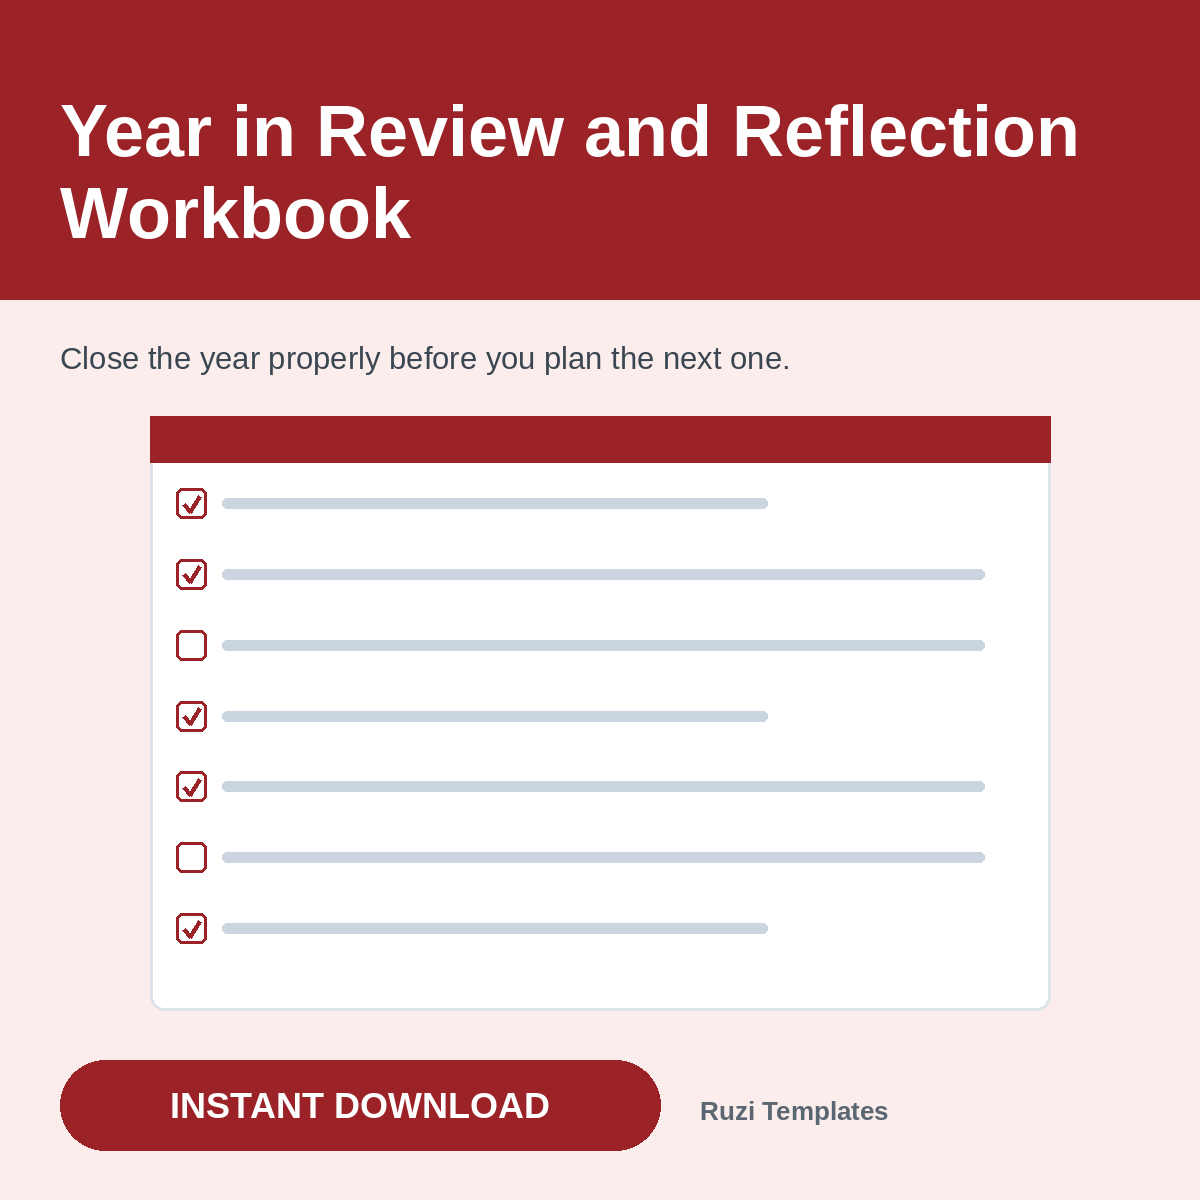 Year in Review and Reflection
Workbook
Close the year properly before you plan the next one.
INSTANT DOWNLOAD
Ruzi Templates